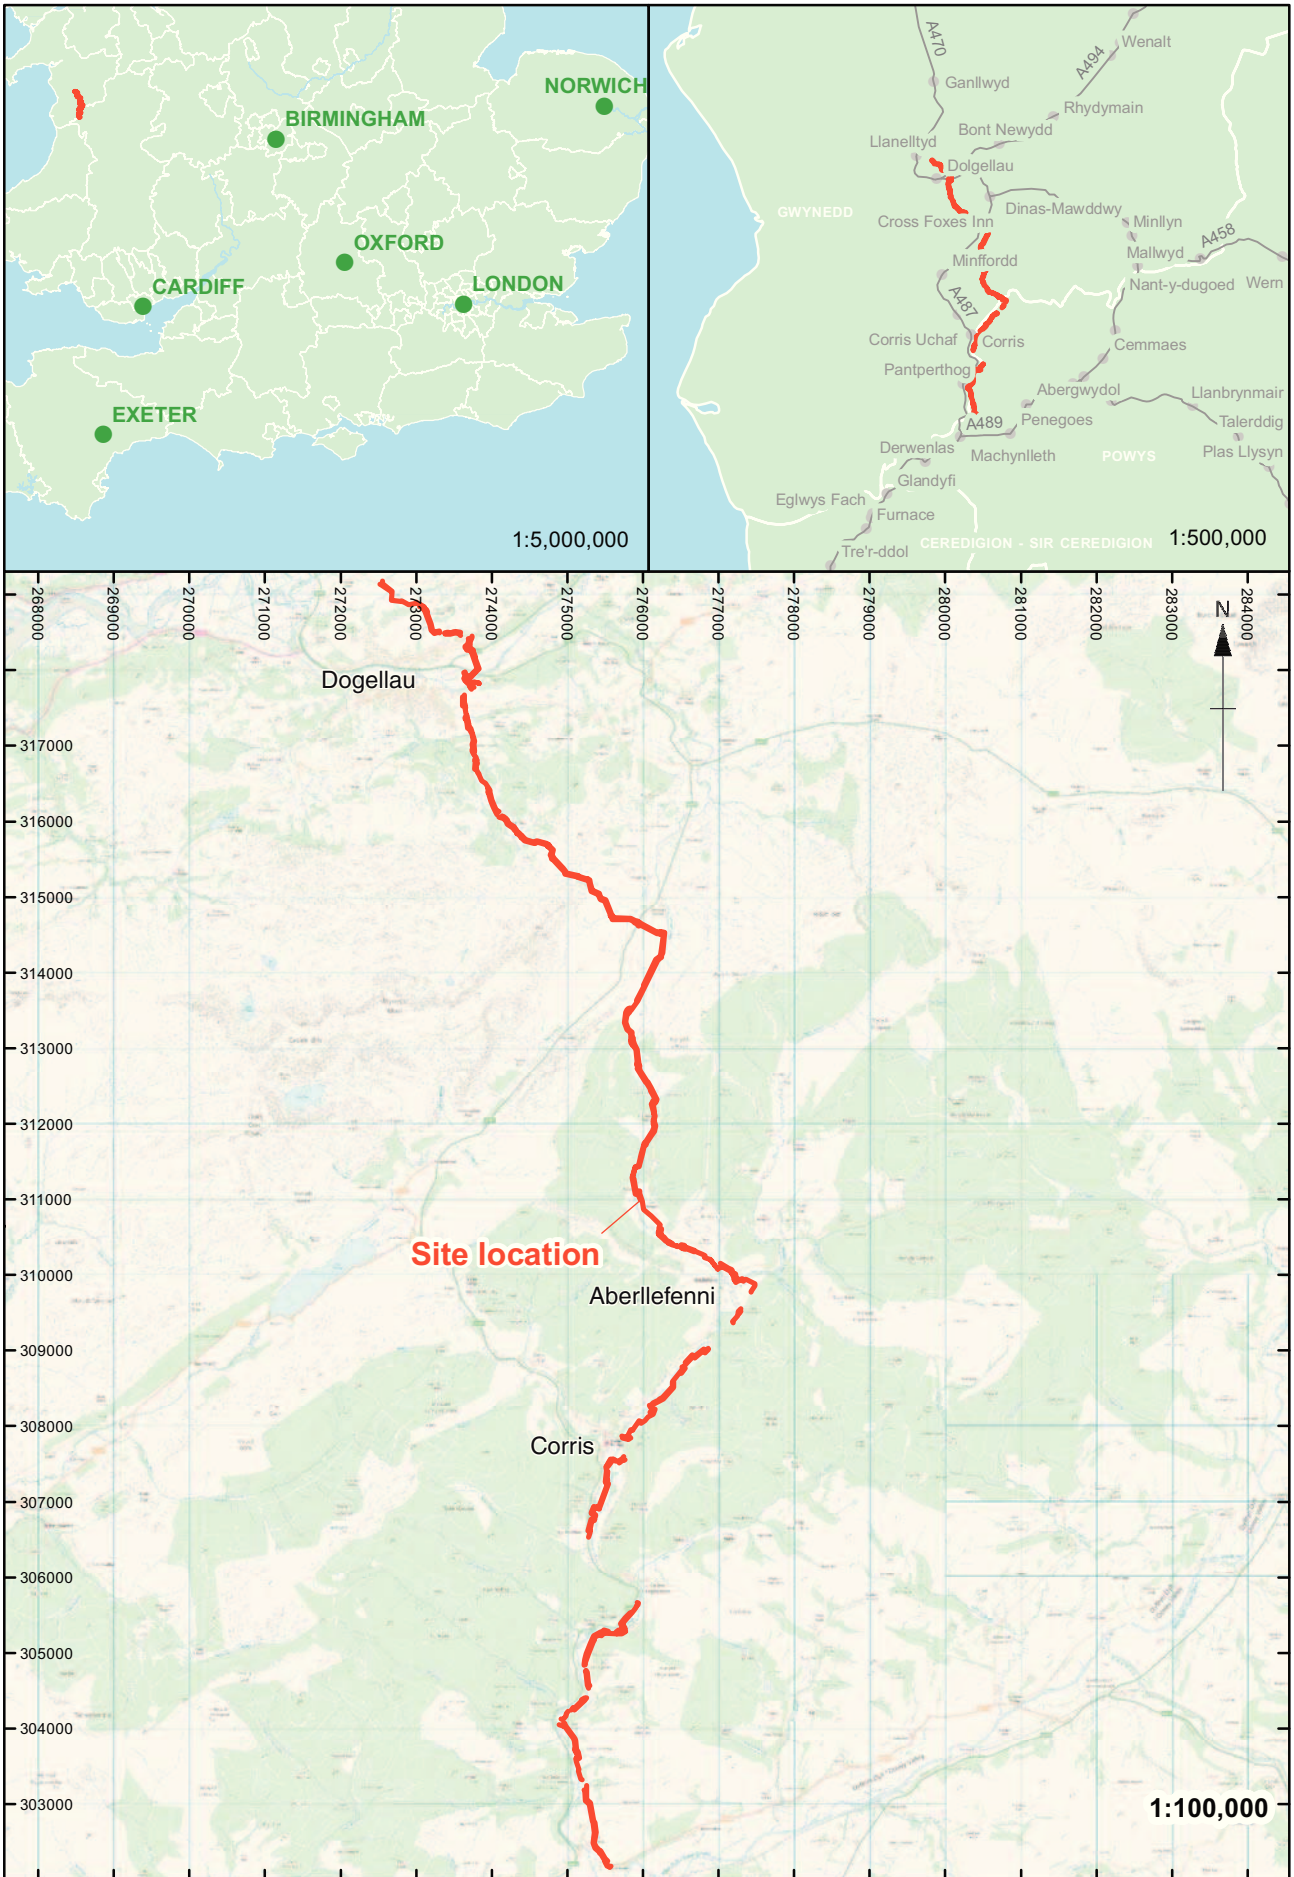 NORWICH
BIRMINGHAM
OXFORD
CARDIFF
LONDON
EXETER
1:5,000,000
A470
Wenalt
A494
Ganllwyd
Rhydymain
Bont Newydd
Llanelltyd
Dolgellau
GWYNEDD
Dinas-Mawddwy
Cross Foxes Inn
Minllyn
A458
Mallwyd
Minffordd
Nant-y-dugoed
Wern
A487
Corris Uchaf
Corris
Cemmaes
Pantperthog
Abergwydol
Llanbrynmair
A489
Penegoes
Talerddig
Derwenlas
Machynlleth
POWYS
Plas Llysyn
Glandyfi
Eglwys Fach
Furnace
CEREDIGION - SIR CEREDIGION
1:500,000
Tre'r-ddol
268000
269000
270000
271000
272000
273000
274000
275000
276000
277000
278000
279000
280000
281000
282000
283000
284000
N
Dogellau
317000
316000
315000
314000
313000
312000
311000
Site location
310000
Aberllefenni
309000
308000
Corris
307000
306000
305000
304000
303000
1:100,000